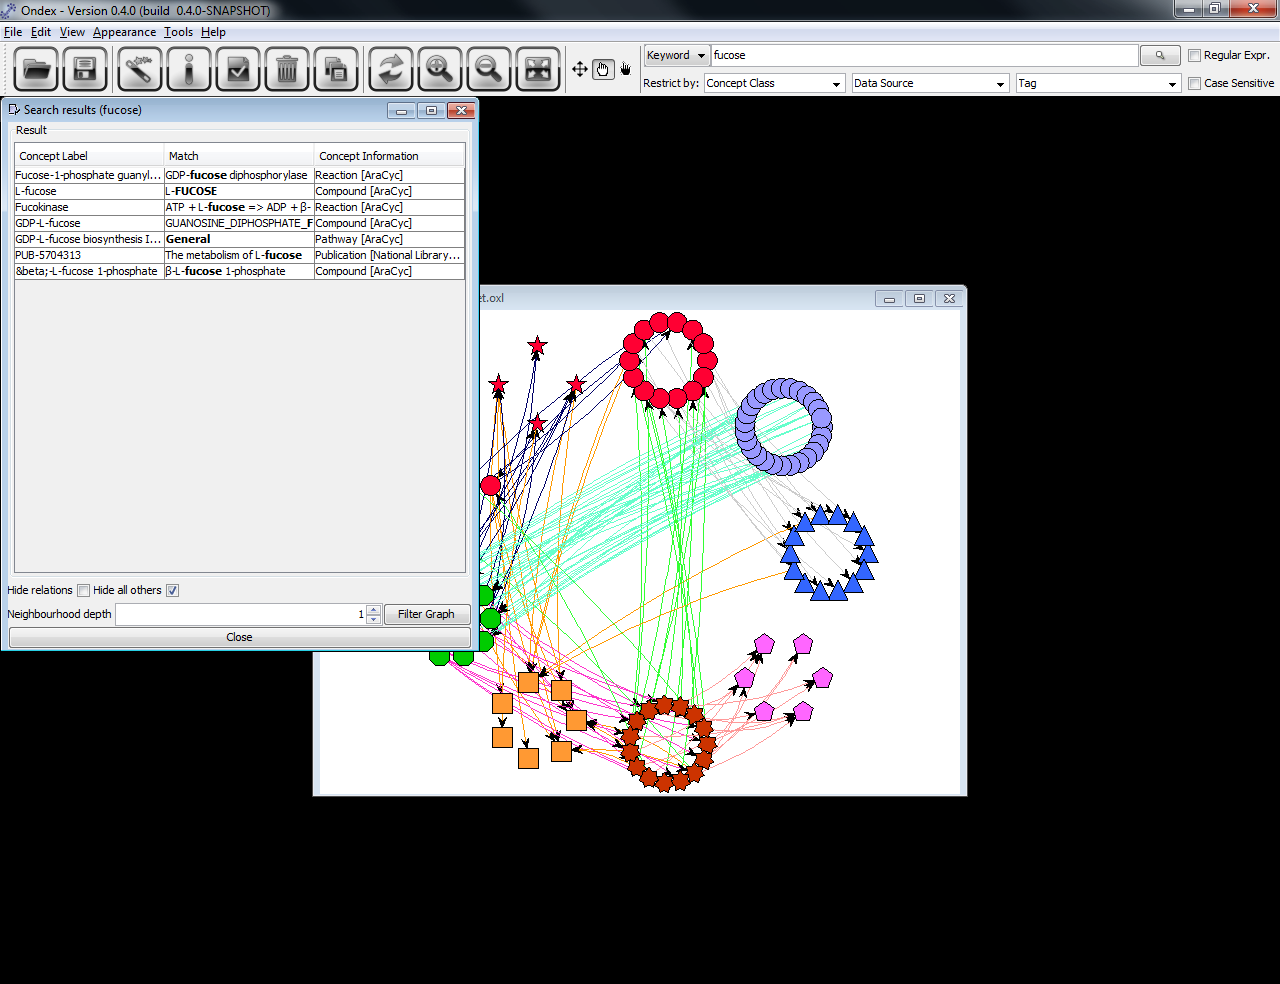 Ondex - Version 0.4.0 (build  0.4.0-SNAPSHOT)
File Edit View Appearance Tools Help
Keyword fucose Regular Expr.
Restrict by: Concept Class Data Source Tag Case Sensitive
Search results (fucose)
Result
Concept Label Match Concept Information
Fucose-1-phosphate guanyl... GDP-fucose diphosphorylase Reaction [AraCyc]
L-fucose L-FUCOSE Compound [AraCyc]
Fucokinase ATP + L-fucose => ADP + β- Reaction [AraCyc]
GDP-L-fucose GUANOSINE_DIPHOSPHATE_F Compound [AraCyc]
GDP-L-fucose biosynthesis I... General Pathway [AraCyc]
PUB-5704313 The metabolism of L-fucose Publication [National Library...
&beta;-L-fucose 1-phosphate β-L-fucose 1-phosphate Compound [AraCyc]
et.oxl
Hide relations Hide all others
Neighbourhood depth 1 Filter Graph
Close